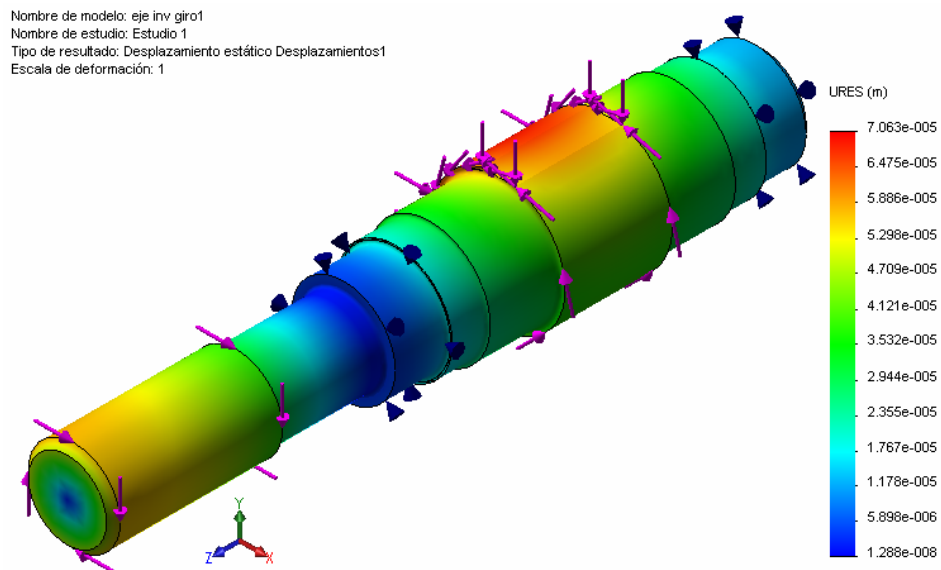 Nombre de modelo: eje inv giro1
Nombre de estudio: Estudio 1
Tipo de resultado: Desplazamiento estático Desplazamientos1
Escala de deformación: 1
URES (m)
7.063e-005
6.475e-005
5.886e-005
5.298e-005
4.709e-005
4.121e-005
3.532e-005
2.944e-005
2.355e-005
1.767e-005
1.178e-005
5.898e-006
1.288e-008
Y
Z
X